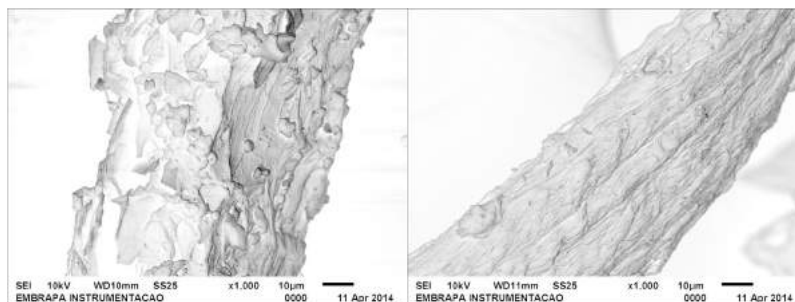 SEI 10kV WD10mm SS25 x1,000 10μm
EMBRAPA INSTRUMENTACAO 0000 11 Apr 2014
SEI 10kV WD11mm SS25 x1,000 10μm
EMBRAPA INSTRUMENTACAO 0000 11 Apr 2014